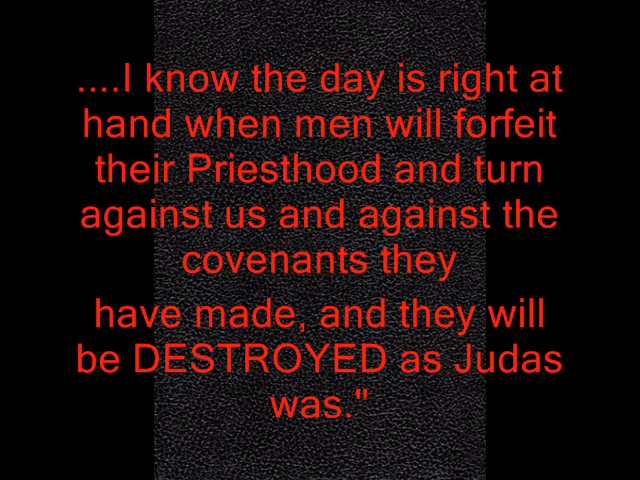 ....I know the day is right at
hand when men will forfeit
their Priesthood and turn
against us and against the
covenants they
have made, and they will
be DESTROYED as Judas
was."